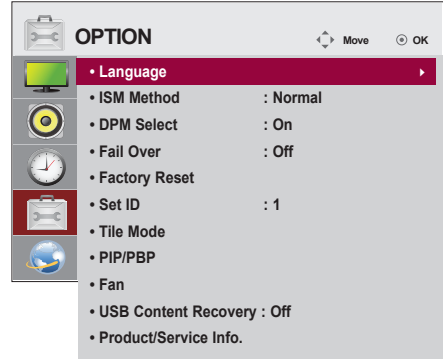 OPTION
Move OK
• Language
• ISM Method : Normal
• DPM Select : On
• Fail Over : Off
• Factory Reset
• Set ID : 1
• Tile Mode
• PIP/PBP
• Fan
• USB Content Recovery : Off
• Product/Service Info.